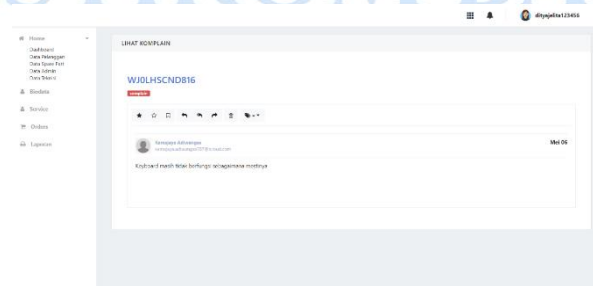 dityajelita123456
Home
Dashboard
Data Pelanggan
Data Spare Part
Data Admin
Data Teknisi
Biodata
Service
Orders
Laporan
LIHAT KOMPLAIN
WJ0LHSCND816
complain
Mei 06
Keyboard masih tidak berfungsi sebagaimana mestinya